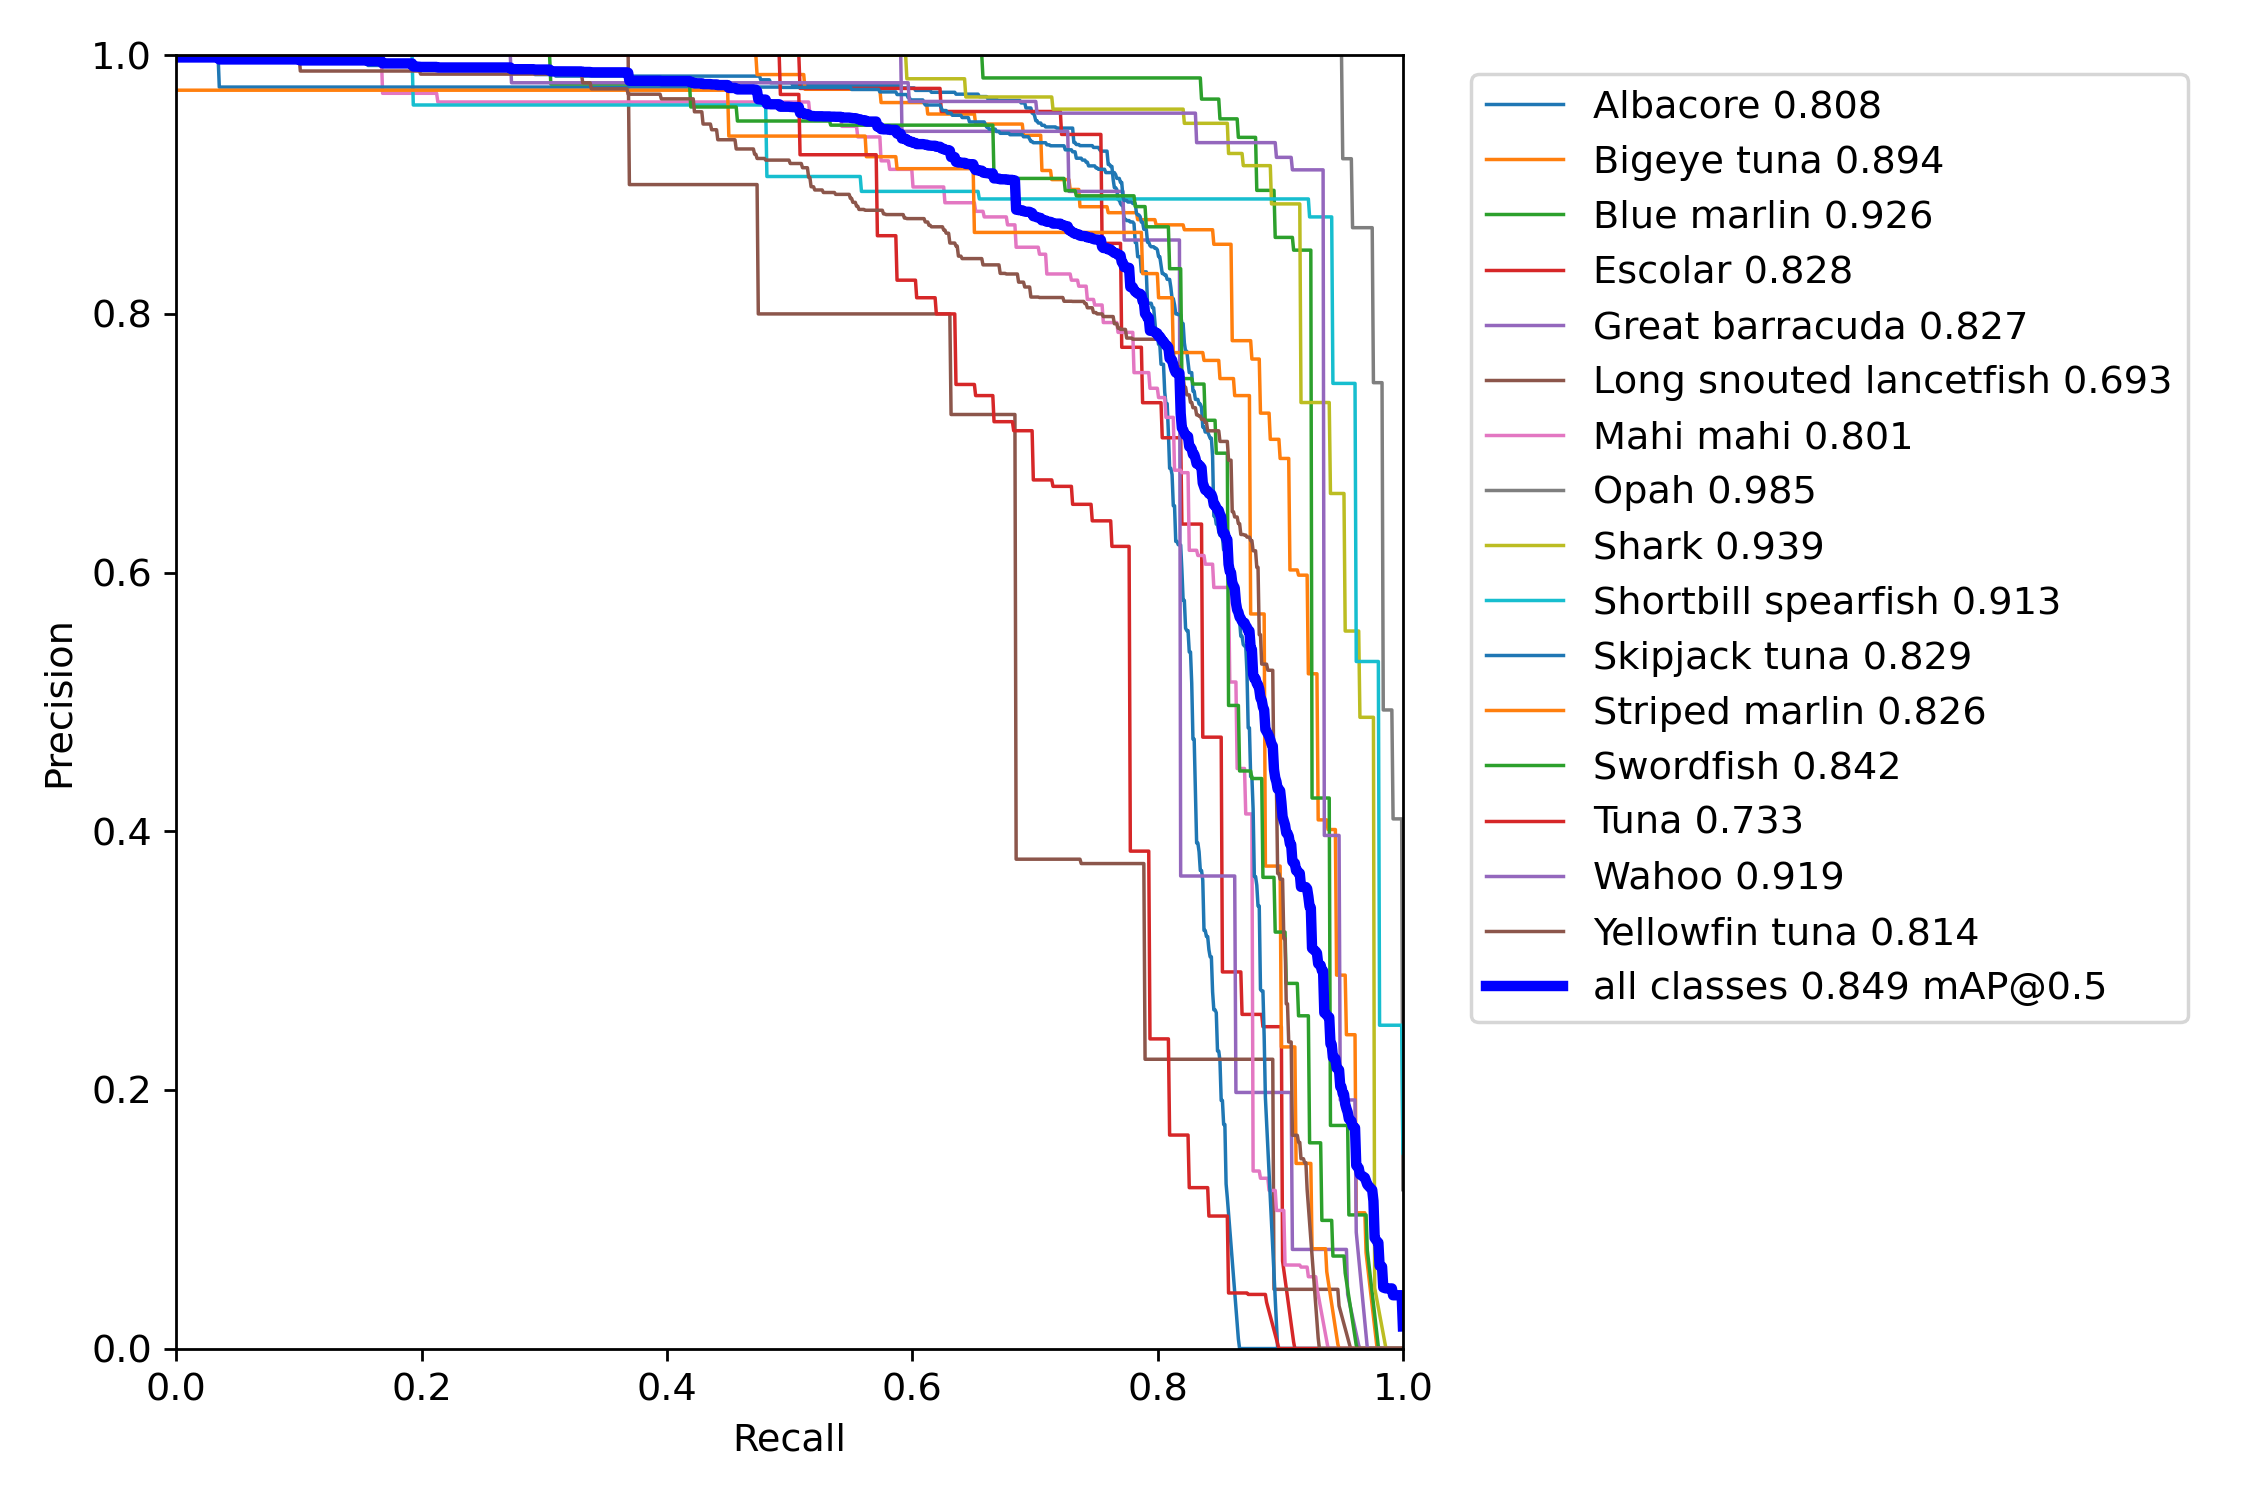 1.0
0.8
0.6
0.4
0.2
0.0
Precision
0.0 0.2 0.4 0.6 0.8 1.0
Recall
Albacore 0.808
Bigeye tuna 0.894
Blue marlin 0.926
Escolar 0.828
Great barracuda 0.827
Long snouted lancetfish 0.693
Mahi mahi 0.801
Opah 0.985
Shark 0.939
Shortbill spearfish 0.913
Skipjack tuna 0.829
Striped marlin 0.826
Swordfish 0.842
Tuna 0.733
Wahoo 0.919
Yellowfin tuna 0.814
all classes 0.849 mAP@0.5